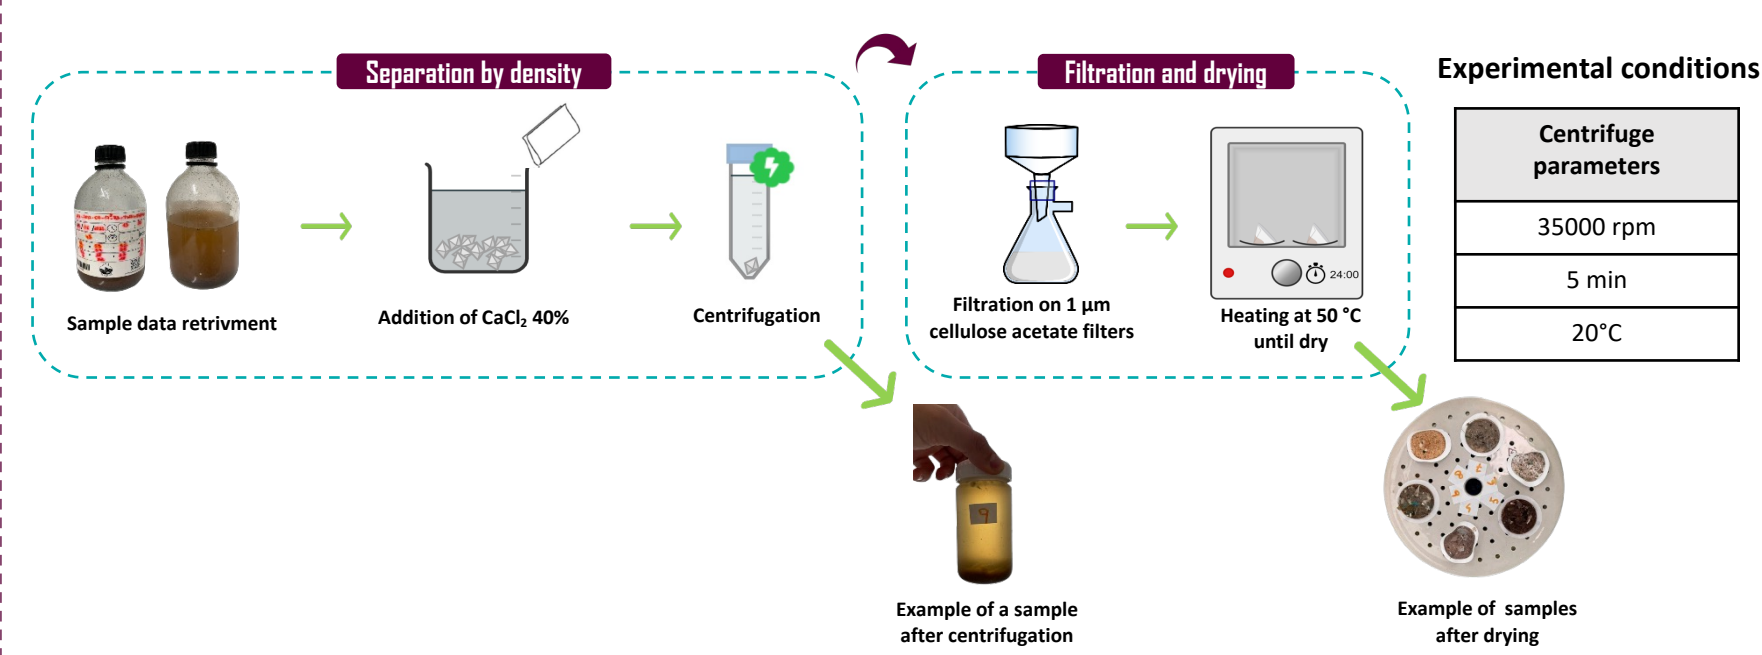 Separation by density
Filtration and drying
Experimental conditions
Centrifuge
parameters
35000 rpm
5 min
20°C
24:00
Sample data retrivment
Addition of CaCl₂ 40%
Centrifugation
Filtration on 1 µm
cellulose acetate filters
Heating at 50 °C
until dry
9
Example of a sample
after centrifugation
Example of samples
after drying